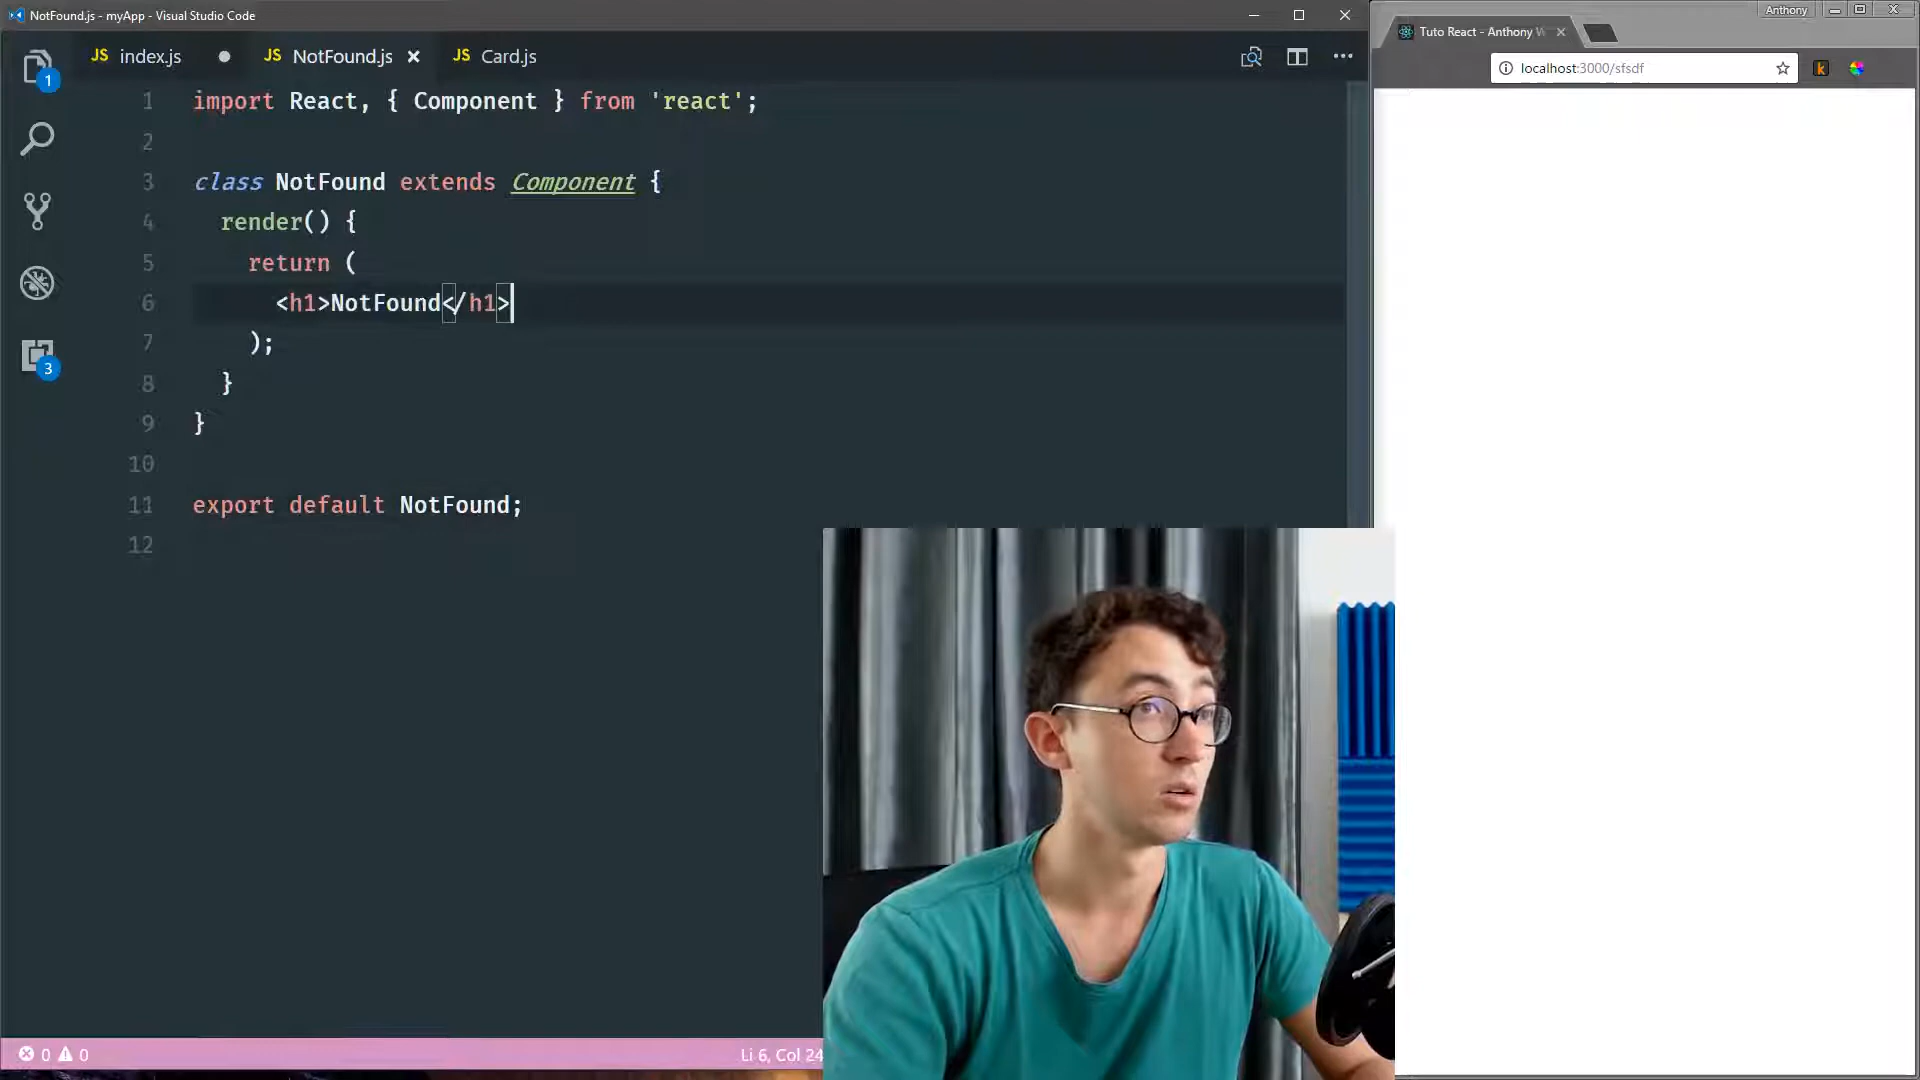 NotFound.js - myApp - Visual Studio Code
Anthony
JS index.js
JS NotFound.js
JS Card.js
Tuto React - Anthony W
localhost:3000/sfsdf
k
1
3
1 import React, { Component } from 'react';
2
3 class NotFound extends Component {
4 render() {
5 return (
6 <h1>NotFound</h1>
7 );
8 }
9 }
10
11 export default NotFound;
12
0 0
Li 6, Col 24